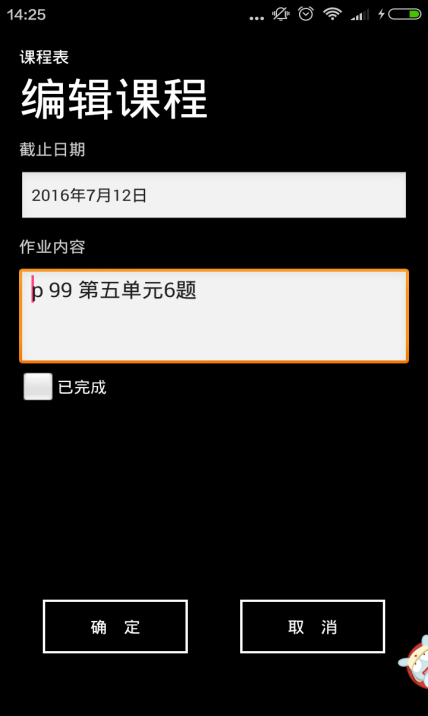 14:25
课程表
编辑课程
截止日期
2016年7月12日
作业内容
p 99 第五单元6题
已完成
确 定
取 消